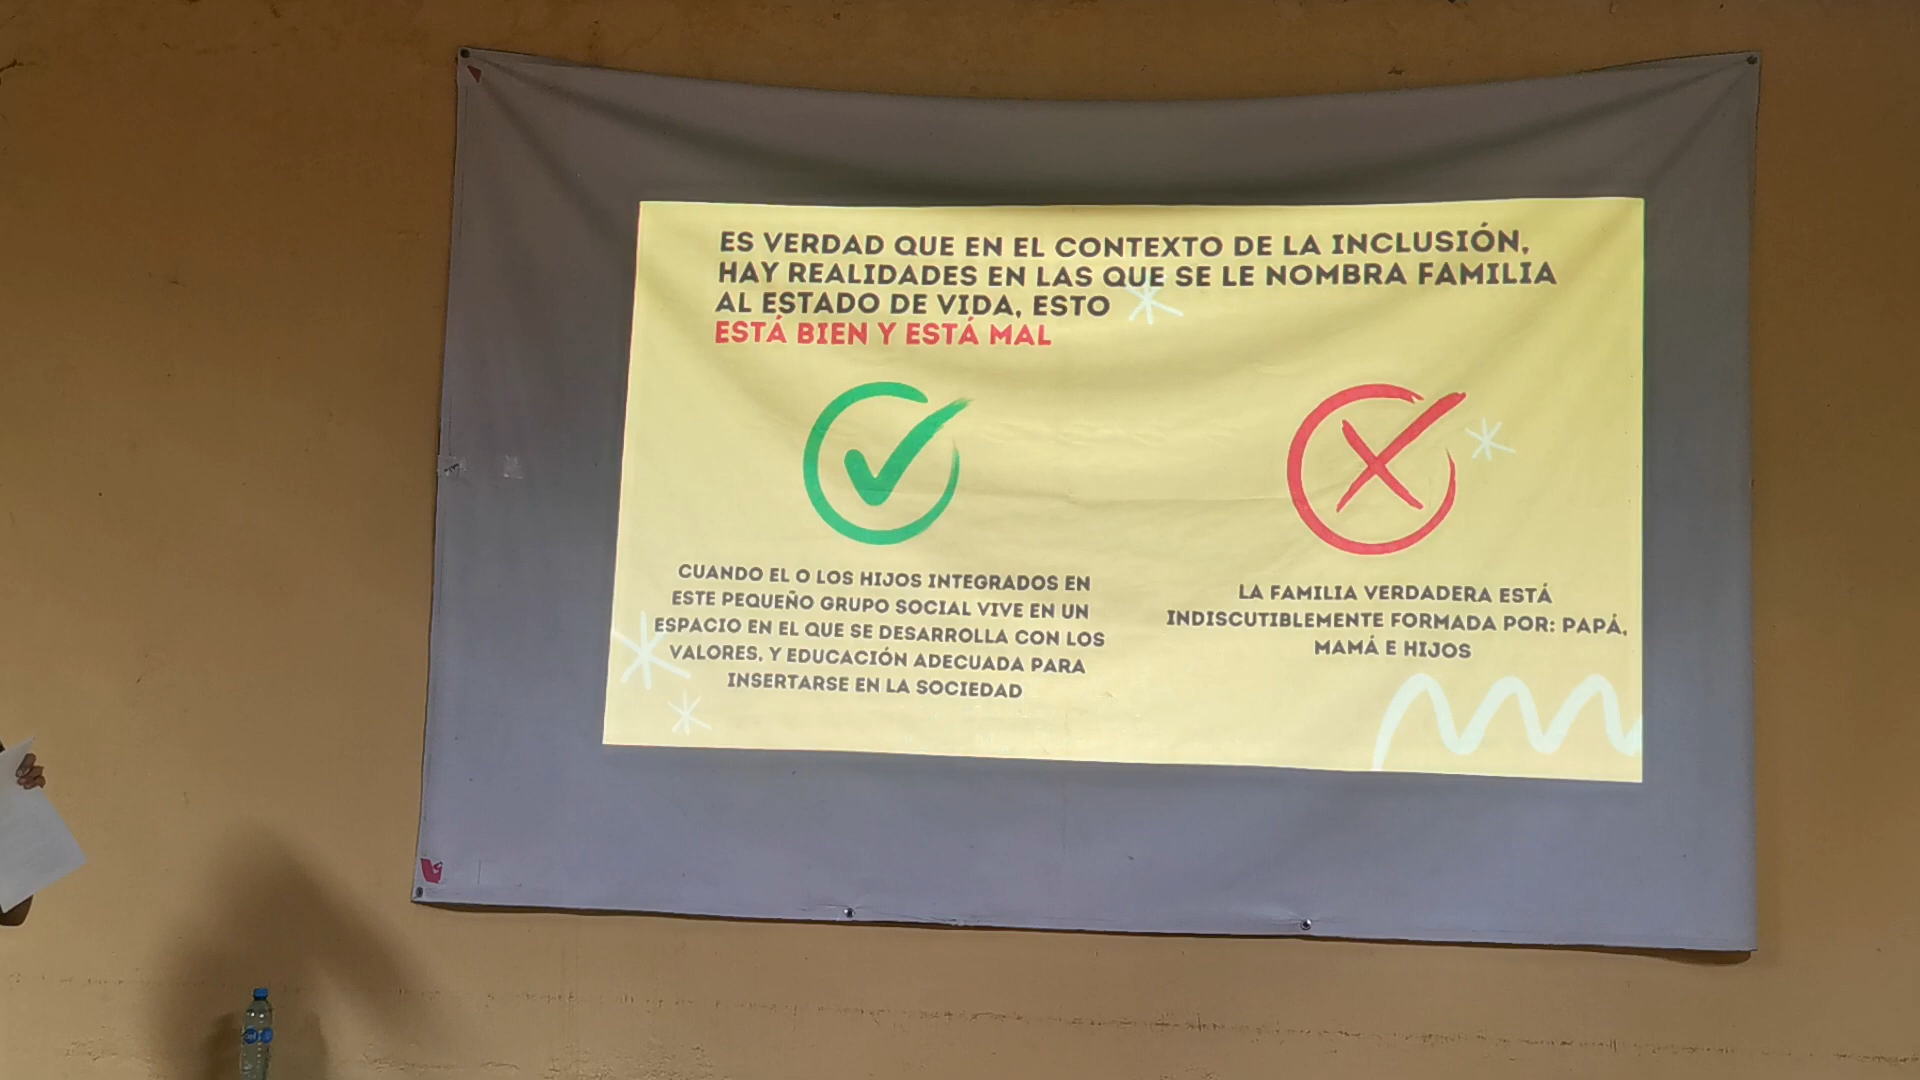 ES VERDAD QUE EN EL CONTEXTO DE LA INCLUSIÓN,
HAY REALIDADES EN LAS QUE SE LE NOMBRA FAMILIA
AL ESTADO DE VIDA, ESTO
ESTÁ BIEN Y ESTÁ MAL
CUANDO EL O LOS HIJOS INTEGRADOS EN
ESTE PEQUEÑO GRUPO SOCIAL VIVE EN UN
ESPACIO EN EL QUE SE DESARROLLA CON LOS
VALORES, Y EDUCACIÓN ADECUADA PARA
INSERTARSE EN LA SOCIEDAD
LA FAMILIA VERDADERA ESTÁ
INDISCUTIBLEMENTE FORMADA POR: PAPÁ,
MAMÁ E HIJOS